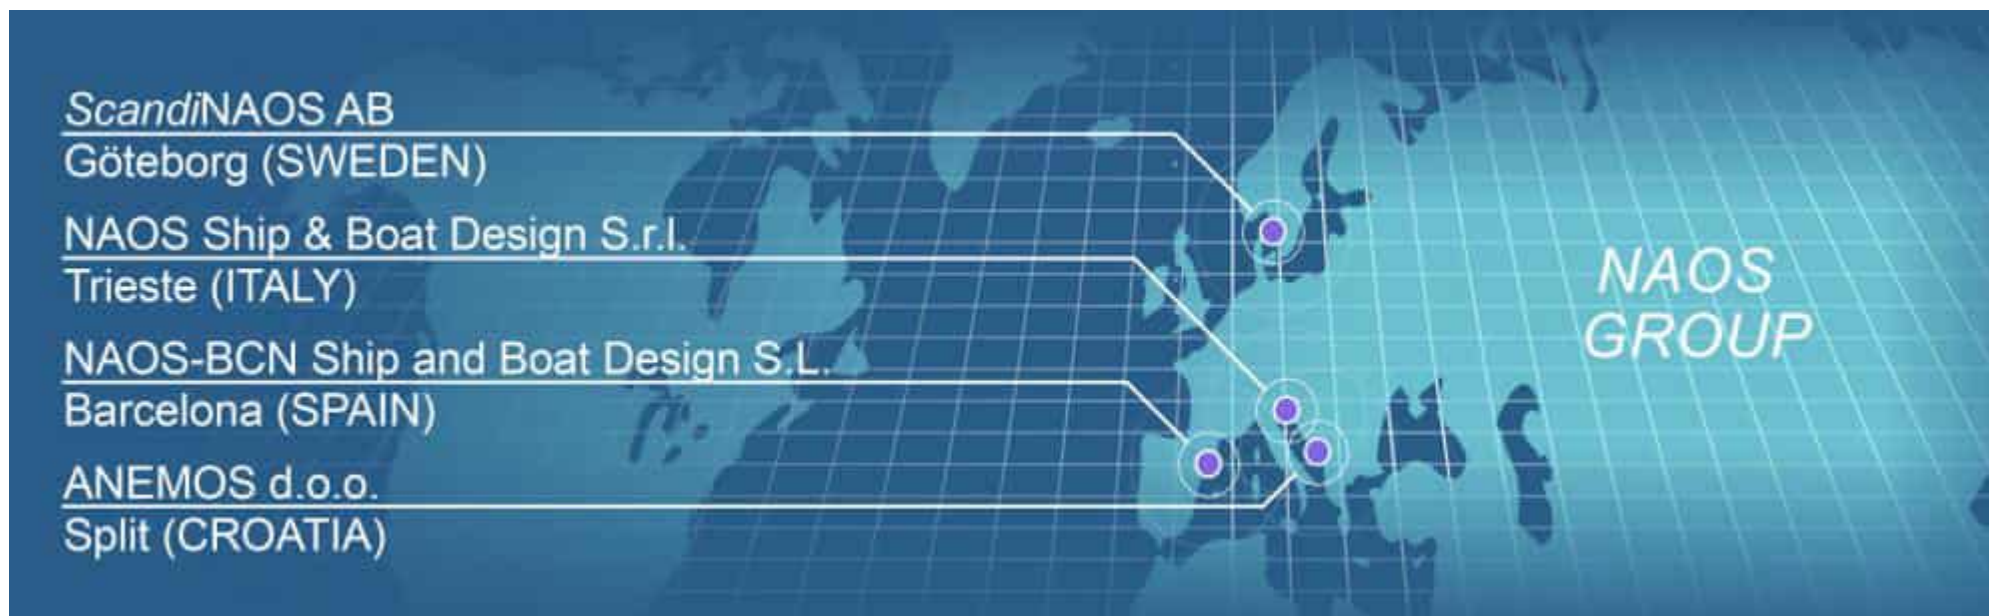 ScandiNAOS AB
Göteborg (SWEDEN)
NAOS Ship & Boat Design S.r.l.
Trieste (ITALY)
NAOS-BCN Ship and Boat Design S.L.
Barcelona (SPAIN)
ANEMOS d.o.o.
Split (CROATIA)
NAOS
GROUP